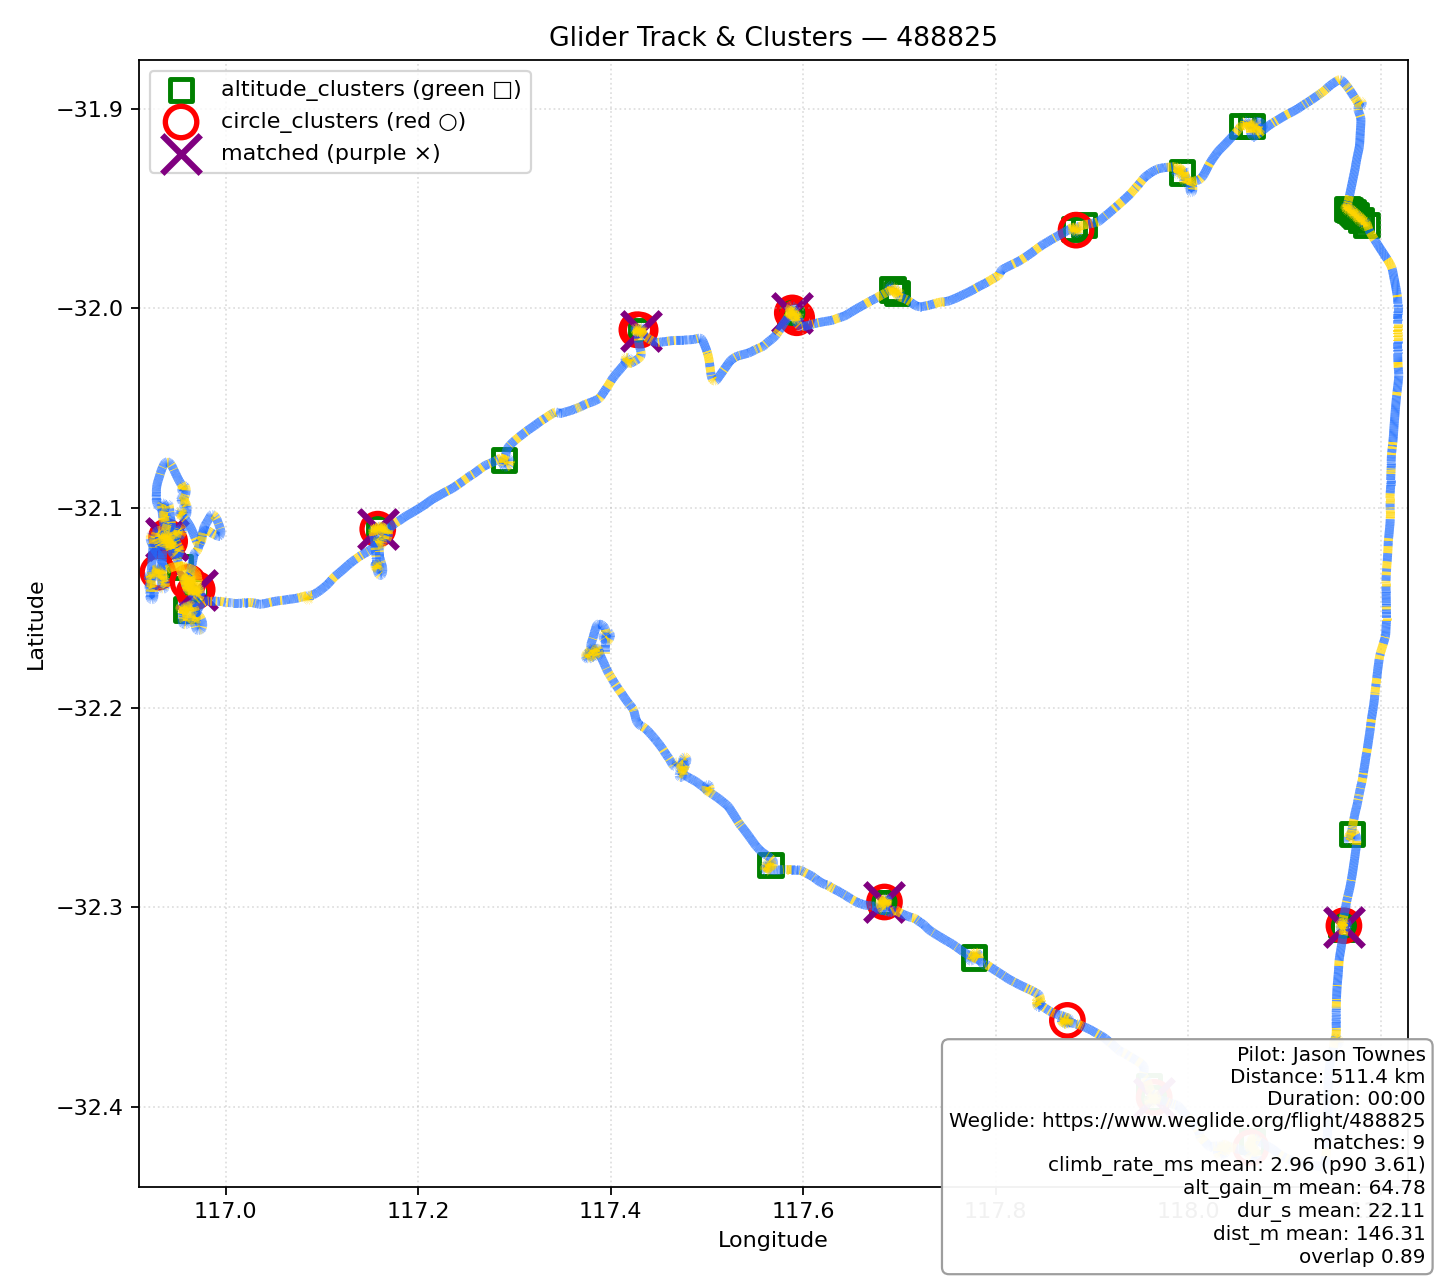 Glider Track & Clusters — 488825
altitude_clusters (green □)
circle_clusters (red ○)
matched (purple ×)
Latitude
−31.9
−32.0
−32.1
−32.2
−32.3
−32.4
117.0
117.2
117.4
117.6
117.8
118.0
Longitude
Pilot: Jason Townes
Distance: 511.4 km
Duration: 00:00
Weglide: https://www.weglide.org/flight/488825
matches: 9
climb_rate_ms mean: 2.96 (p90 3.61)
alt_gain_m mean: 64.78
dur_s mean: 22.11
dist_m mean: 146.31
overlap 0.89